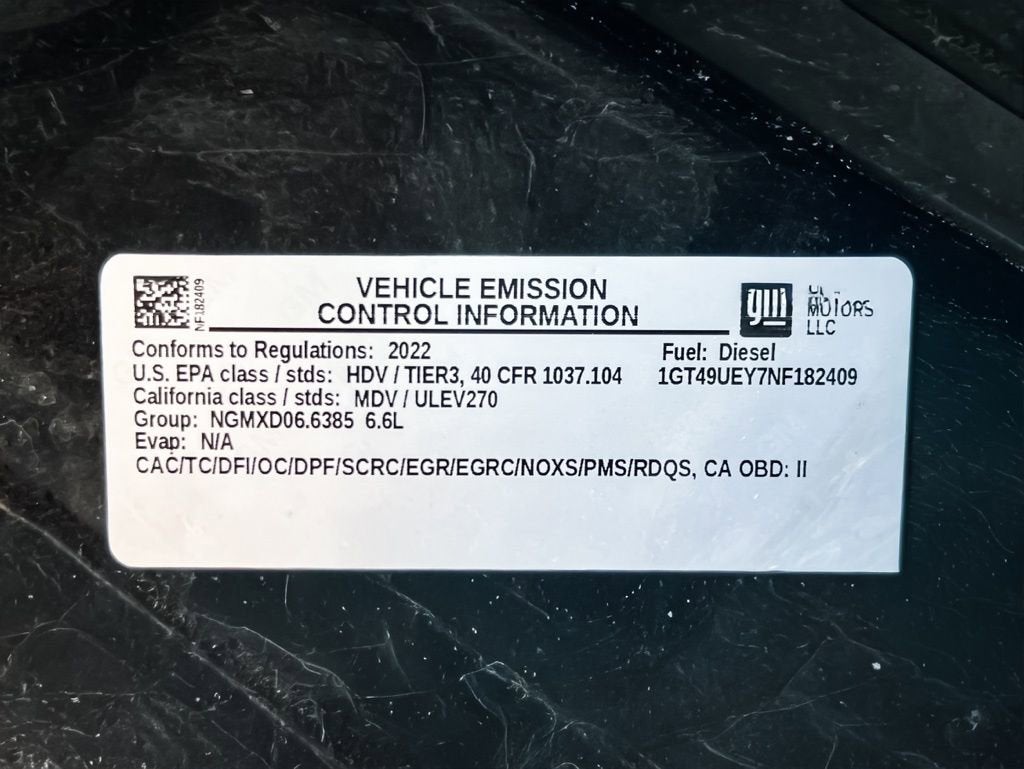 NF182409
VEHICLE EMISSION
CONTROL INFORMATION
gm
MOTORS
LLC
Conforms to Regulations: 2022
Fuel: Diesel
U.S. EPA class / stds: HDV / TIER3, 40 CFR 1037.104
1GT49UEY7NF182409
California class / stds: MDV / ULEV270
Group: NGMXD06.6385 6.6L
Evap: N/A
CAC/TC/DFI/OC/DPF/SCRC/EGR/EGRC/NOXS/PMS/RDQS, CA OBD: II